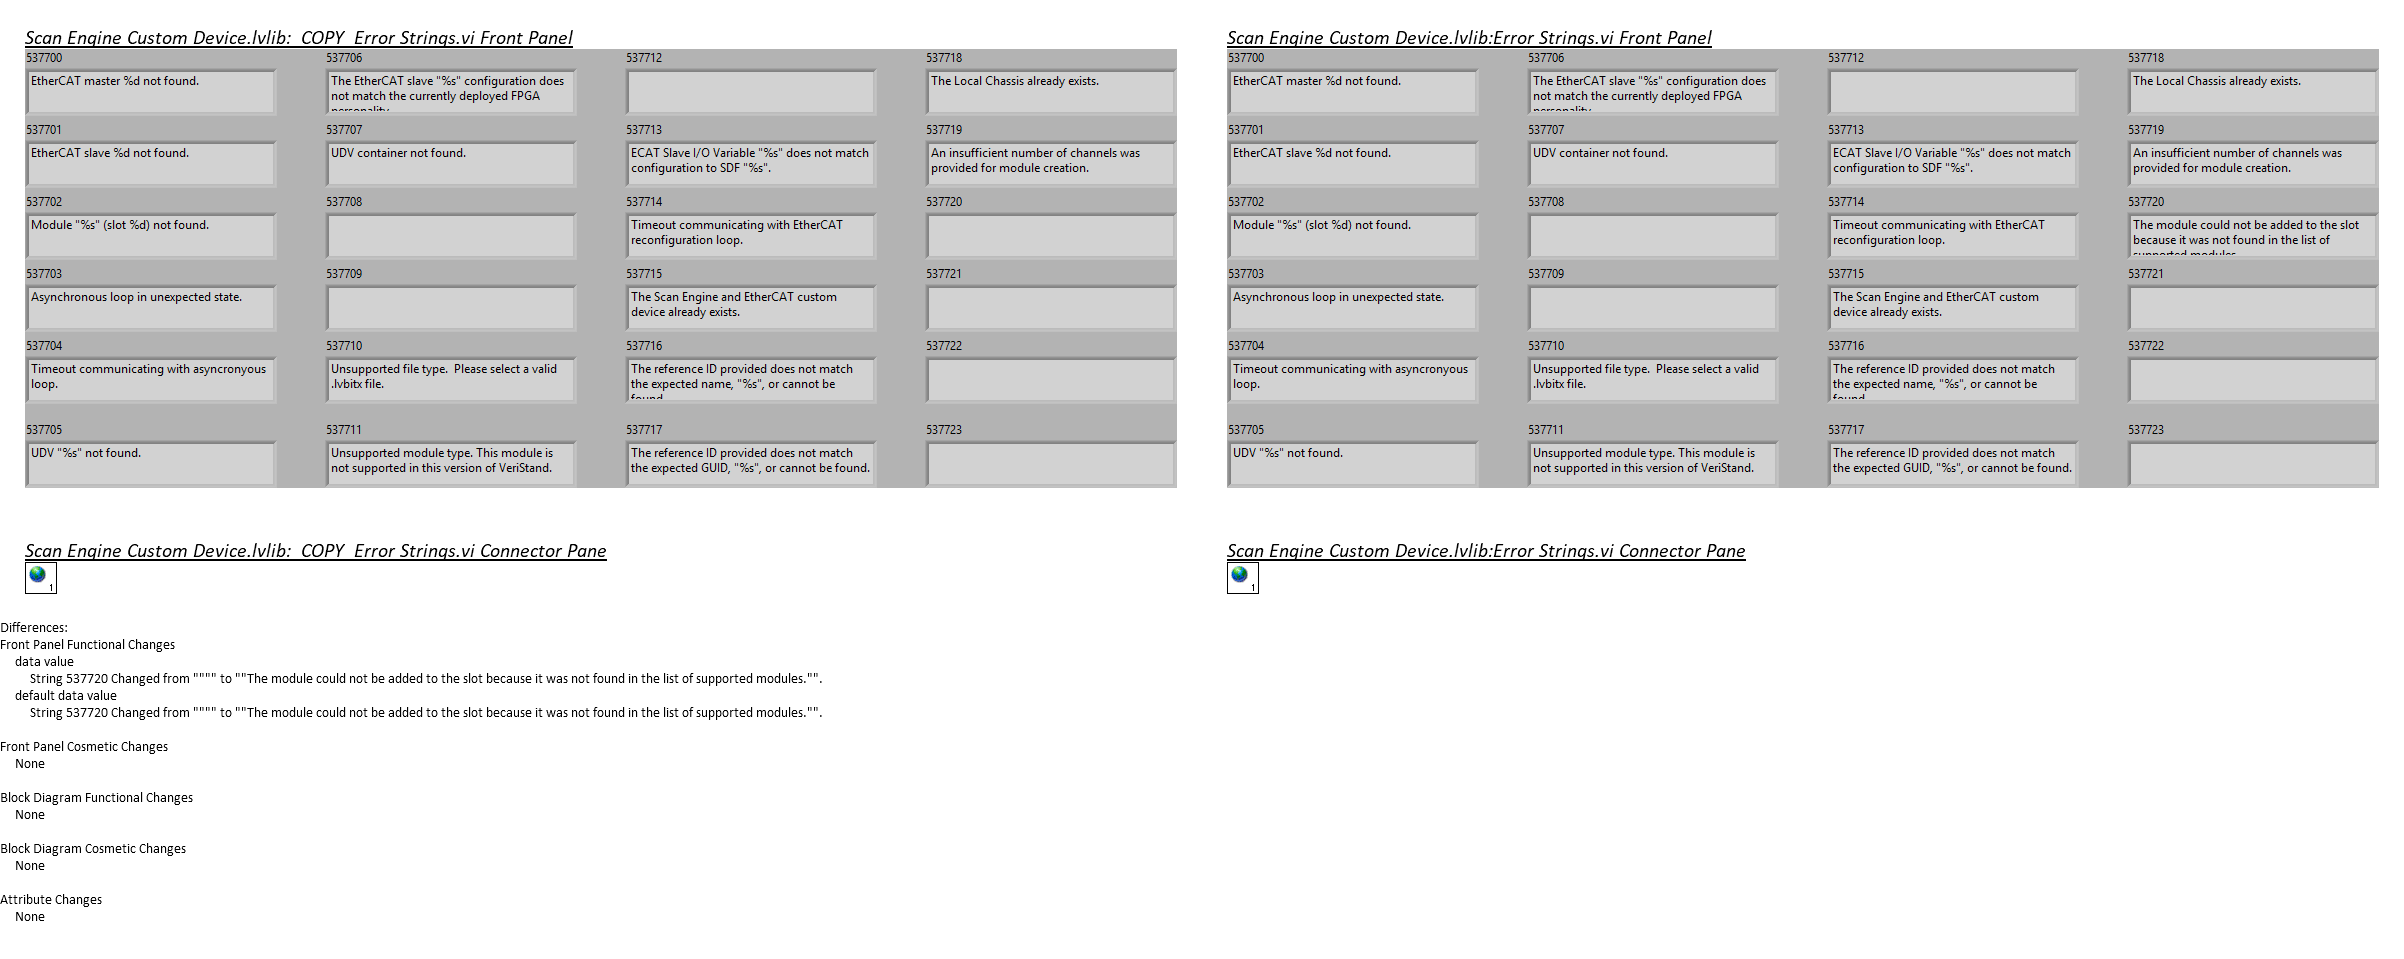 Scan Engine Custom Device.lvlib:_COPY_Error Strings.vi Front Panel
537700
EtherCAT master %d not found.
537701
EtherCAT slave %d not found.
537702
Module "%s" (slot %d) not found.
537703
Asynchronous loop in unexpected state.
537704
Timeout communicating with asyncronyous
loop.
537705
UDV "%s" not found.
537706
The EtherCAT slave "%s" configuration does
not match the currently deployed FPGA
personality.
537707
UDV container not found.
537708
537709
537710
Unsupported file type.  Please select a valid
.lvbitx file.
537711
Unsupported module type. This module is
not supported in this version of VeriStand.
537712
537713
ECAT Slave I/O Variable "%s" does not match
configuration to SDF "%s".
537714
Timeout communicating with EtherCAT
reconfiguration loop.
537715
The Scan Engine and EtherCAT custom
device already exists.
537716
The reference ID provided does not match
the expected name, "%s", or cannot be
found.
537717
The reference ID provided does not match
the expected GUID, "%s", or cannot be found.
537718
The Local Chassis already exists.
537719
An insufficient number of channels was
provided for module creation.
537720
537721
537722
537723
Scan Engine Custom Device.lvlib:Error Strings.vi Front Panel
537700
EtherCAT master %d not found.
537701
EtherCAT slave %d not found.
537702
Module "%s" (slot %d) not found.
537703
Asynchronous loop in unexpected state.
537704
Timeout communicating with asyncronyous
loop.
537705
UDV "%s" not found.
537706
The EtherCAT slave "%s" configuration does
not match the currently deployed FPGA
personality.
537707
UDV container not found.
537708
537709
537710
Unsupported file type.  Please select a valid
.lvbitx file.
537711
Unsupported module type. This module is
not supported in this version of VeriStand.
537712
537713
ECAT Slave I/O Variable "%s" does not match
configuration to SDF "%s".
537714
Timeout communicating with EtherCAT
reconfiguration loop.
537715
The Scan Engine and EtherCAT custom
device already exists.
537716
The reference ID provided does not match
the expected name, "%s", or cannot be
found.
537717
The reference ID provided does not match
the expected GUID, "%s", or cannot be found.
537718
The Local Chassis already exists.
537719
An insufficient number of channels was
provided for module creation.
537720
The module could not be added to the slot
because it was not found in the list of
supported modules.
537721
537722
537723
Scan Engine Custom Device.lvlib:_COPY_Error Strings.vi Connector Pane
1
Scan Engine Custom Device.lvlib:Error Strings.vi Connector Pane
1
Differences:
Front Panel Functional Changes
data value
String 537720 Changed from """" to ""The module could not be added to the slot because it was not found in the list of supported modules."".
default data value
String 537720 Changed from """" to ""The module could not be added to the slot because it was not found in the list of supported modules."".
Front Panel Cosmetic Changes
None
Block Diagram Functional Changes
None
Block Diagram Cosmetic Changes
None
Attribute Changes
None